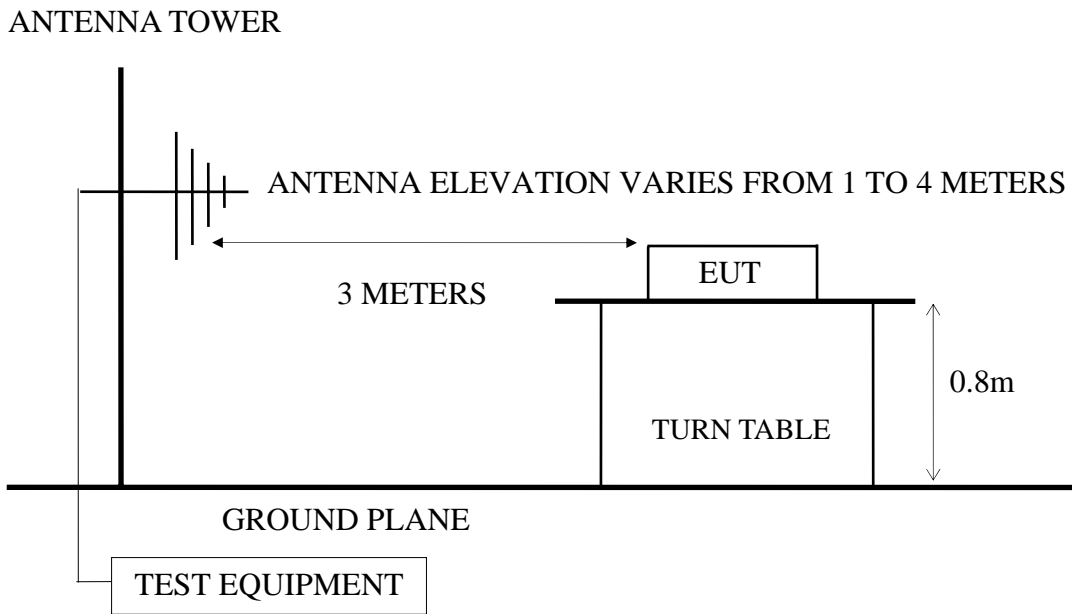 ANTENNA TOWER
ANTENNA ELEVATION VARIES FROM 1 TO 4 METERS
3 METERS
EUT
0.8m
TURN TABLE
GROUND PLANE
TEST EQUIPMENT